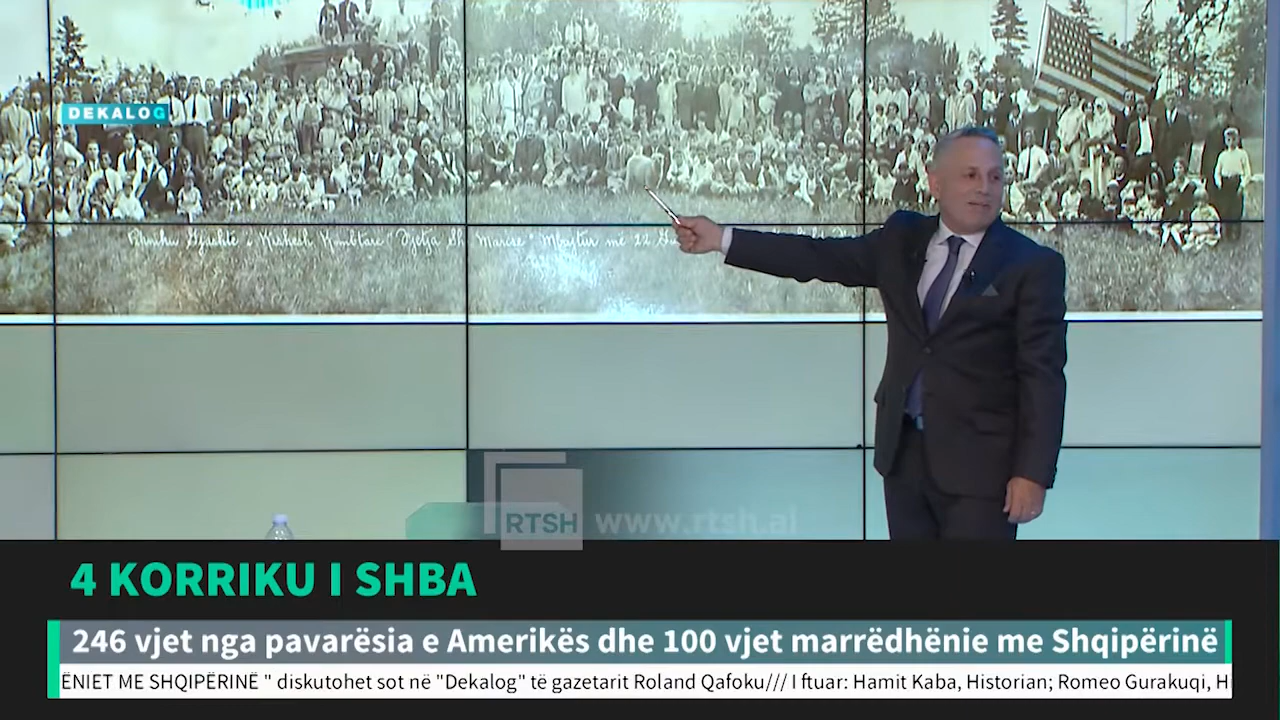 DEKALOG
RTSH www.rtsh.al
4 KORRIKU I SHBA
246 vjet nga pavarësia e Amerikës dhe 100 vjet marrëdhënie me Shqipërinë
ËNIET ME SHQIPËRINË " diskutohet sot në "Dekalog" të gazetarit Roland Qafoku/// I ftuar: Hamit Kaba, Historian; Romeo Gurakuqi, H